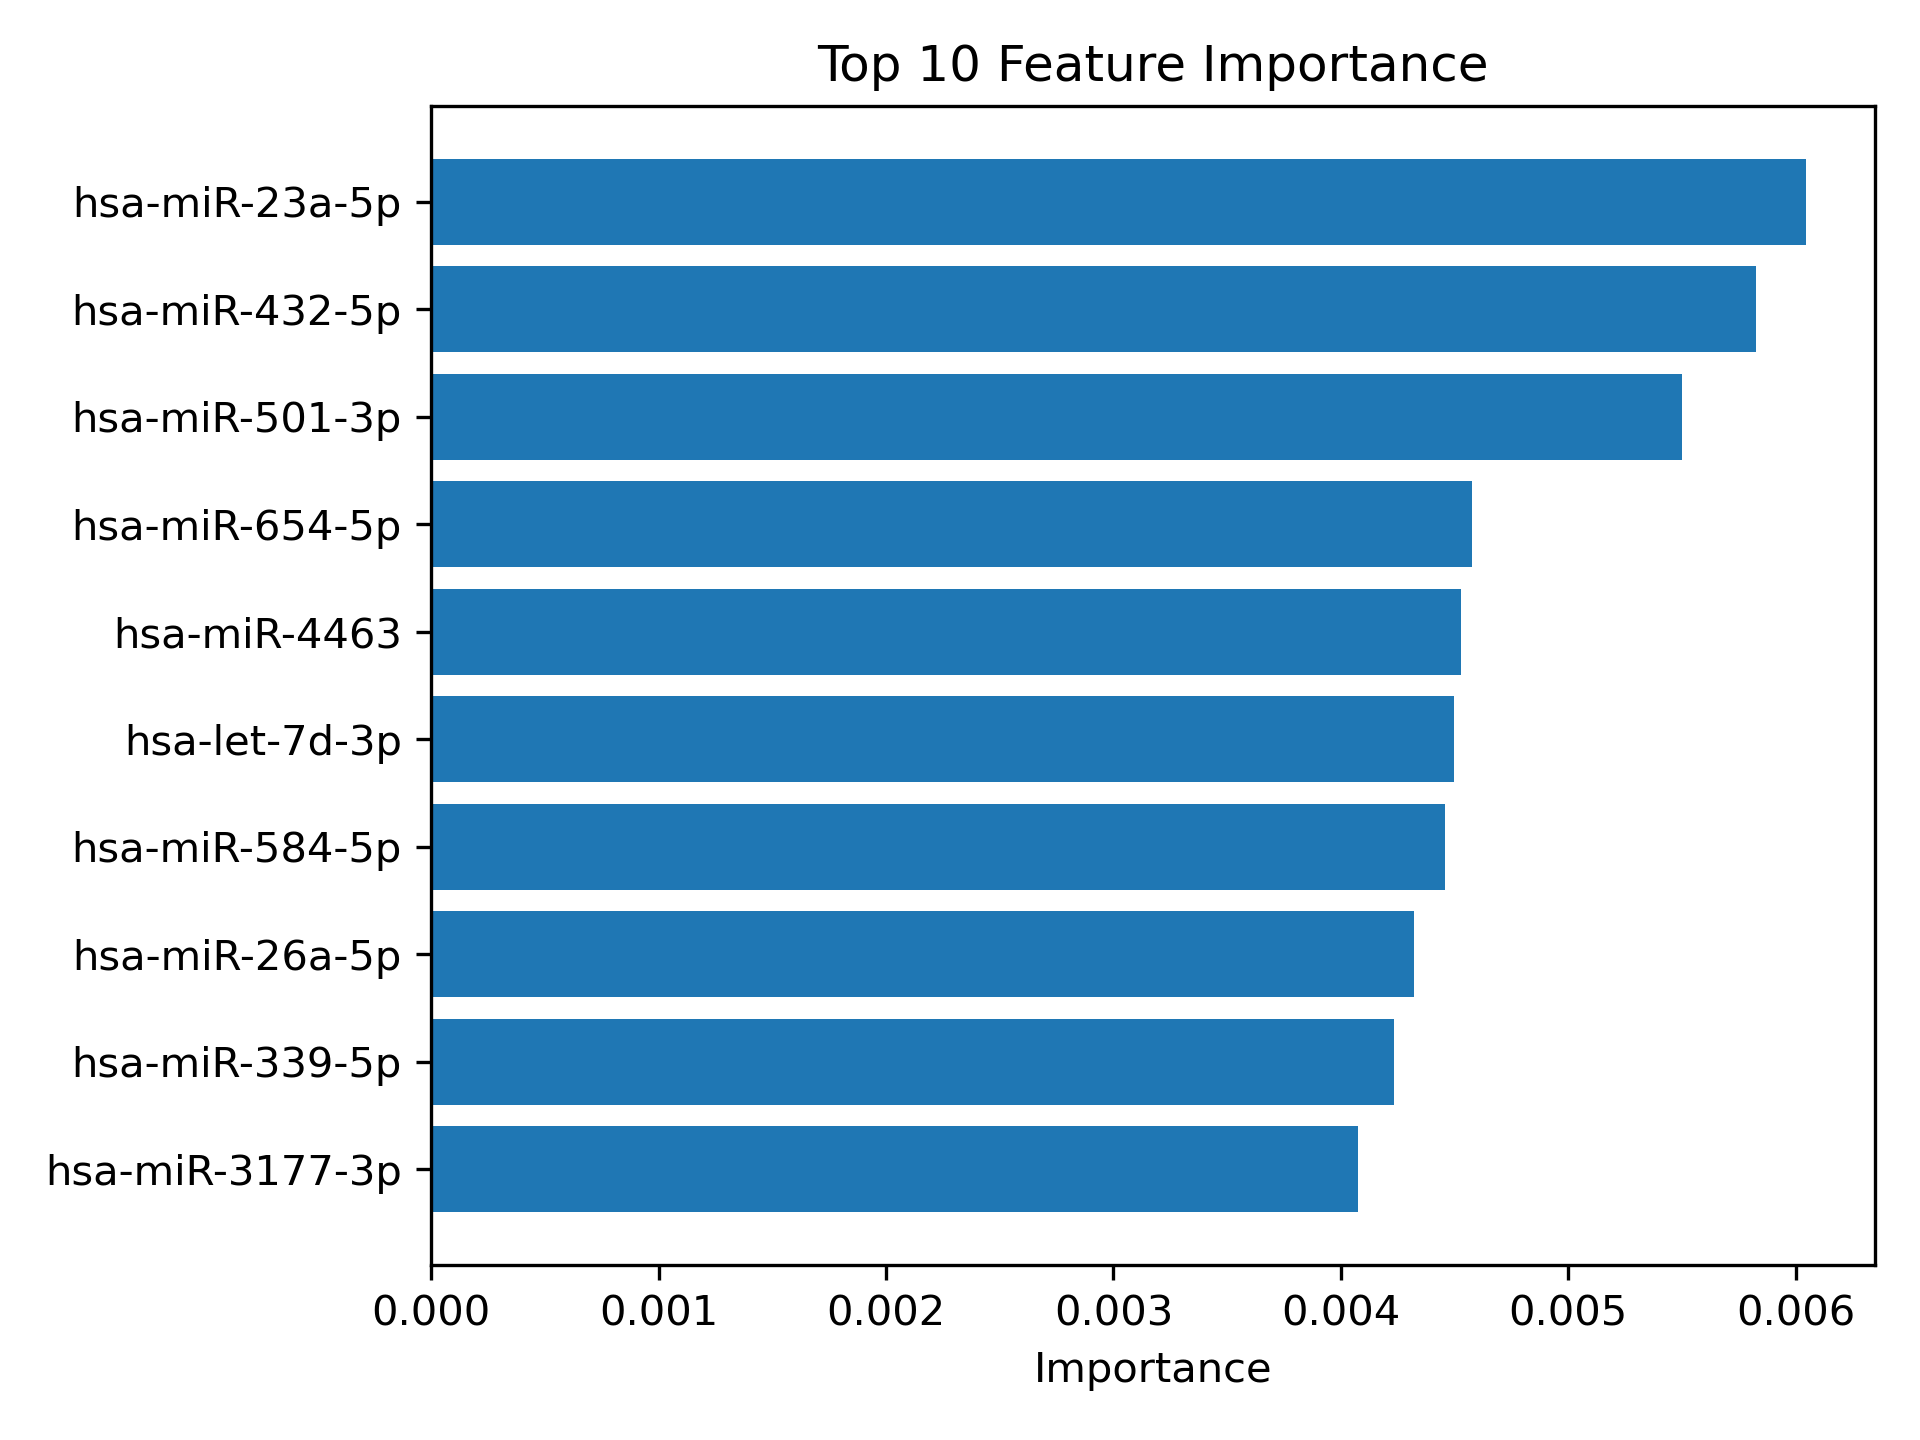 Top 10 Feature Importance
hsa-miR-23a-5p
hsa-miR-432-5p
hsa-miR-501-3p
hsa-miR-654-5p
hsa-miR-4463
hsa-let-7d-3p
hsa-miR-584-5p
hsa-miR-26a-5p
hsa-miR-339-5p
hsa-miR-3177-3p
0.000 0.001 0.002 0.003 0.004 0.005 0.006
Importance